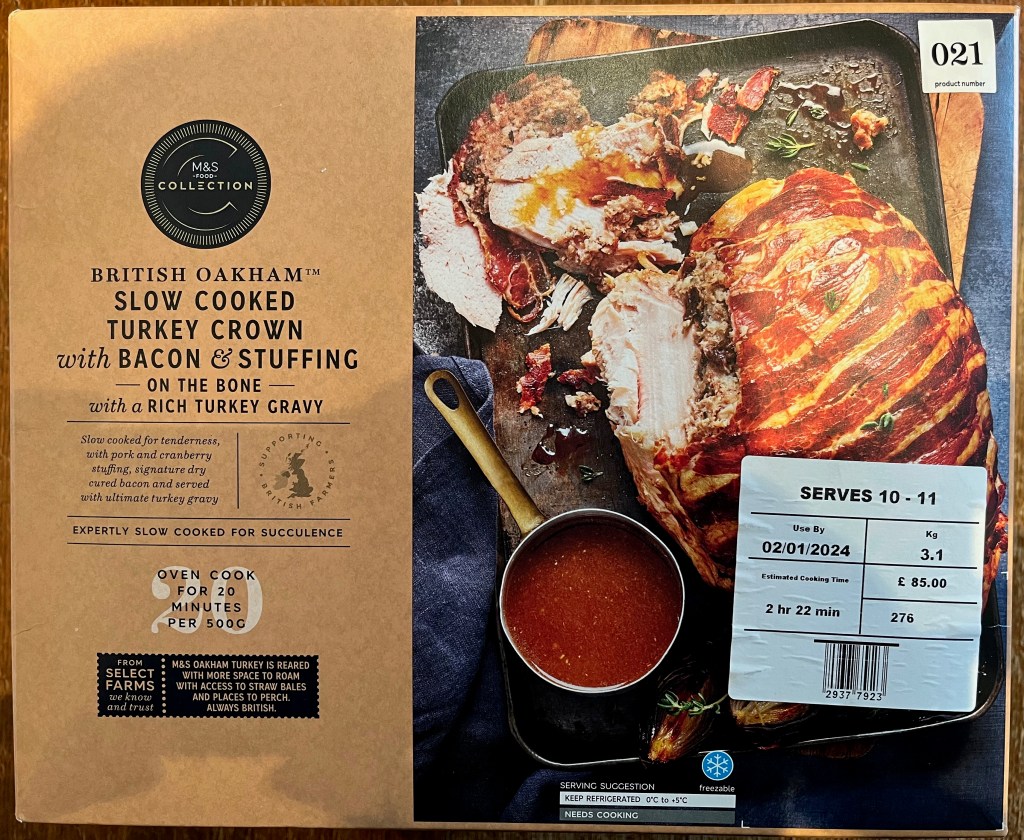 021
product number
M&S
-FOOD-
COLLECTION
BRITISH OAKHAM™
SLOW COOKED
TURKEY CROWN
with BACON & STUFFING
ON THE BONE
with a RICH TURKEY GRAVY
Slow cooked for tenderness,
with pork and cranberry
stuffing, signature dry
cured bacon and served
with ultimate turkey gravy
SUPPORTING
BRITISH FARMERS
EXPERTLY SLOW COOKED FOR SUCCULENCE
20
OVEN COOK
FOR 20
MINUTES
PER 500G
FROM
SELECT
FARMS
we know
and trust
M&S OAKHAM TURKEY IS REARED
WITH MORE SPACE TO ROAM
WITH ACCESS TO STRAW BALES
AND PLACES TO PERCH.
ALWAYS BRITISH.
SERVES 10 - 11
Use By
02/01/2024
Kg
3.1
Estimated Cooking Time
2 hr 22 min
£ 85.00
276
2937 7923
freezable
SERVING SUGGESTION
KEEP REFRIGERATED 0°C to +5°C
NEEDS COOKING